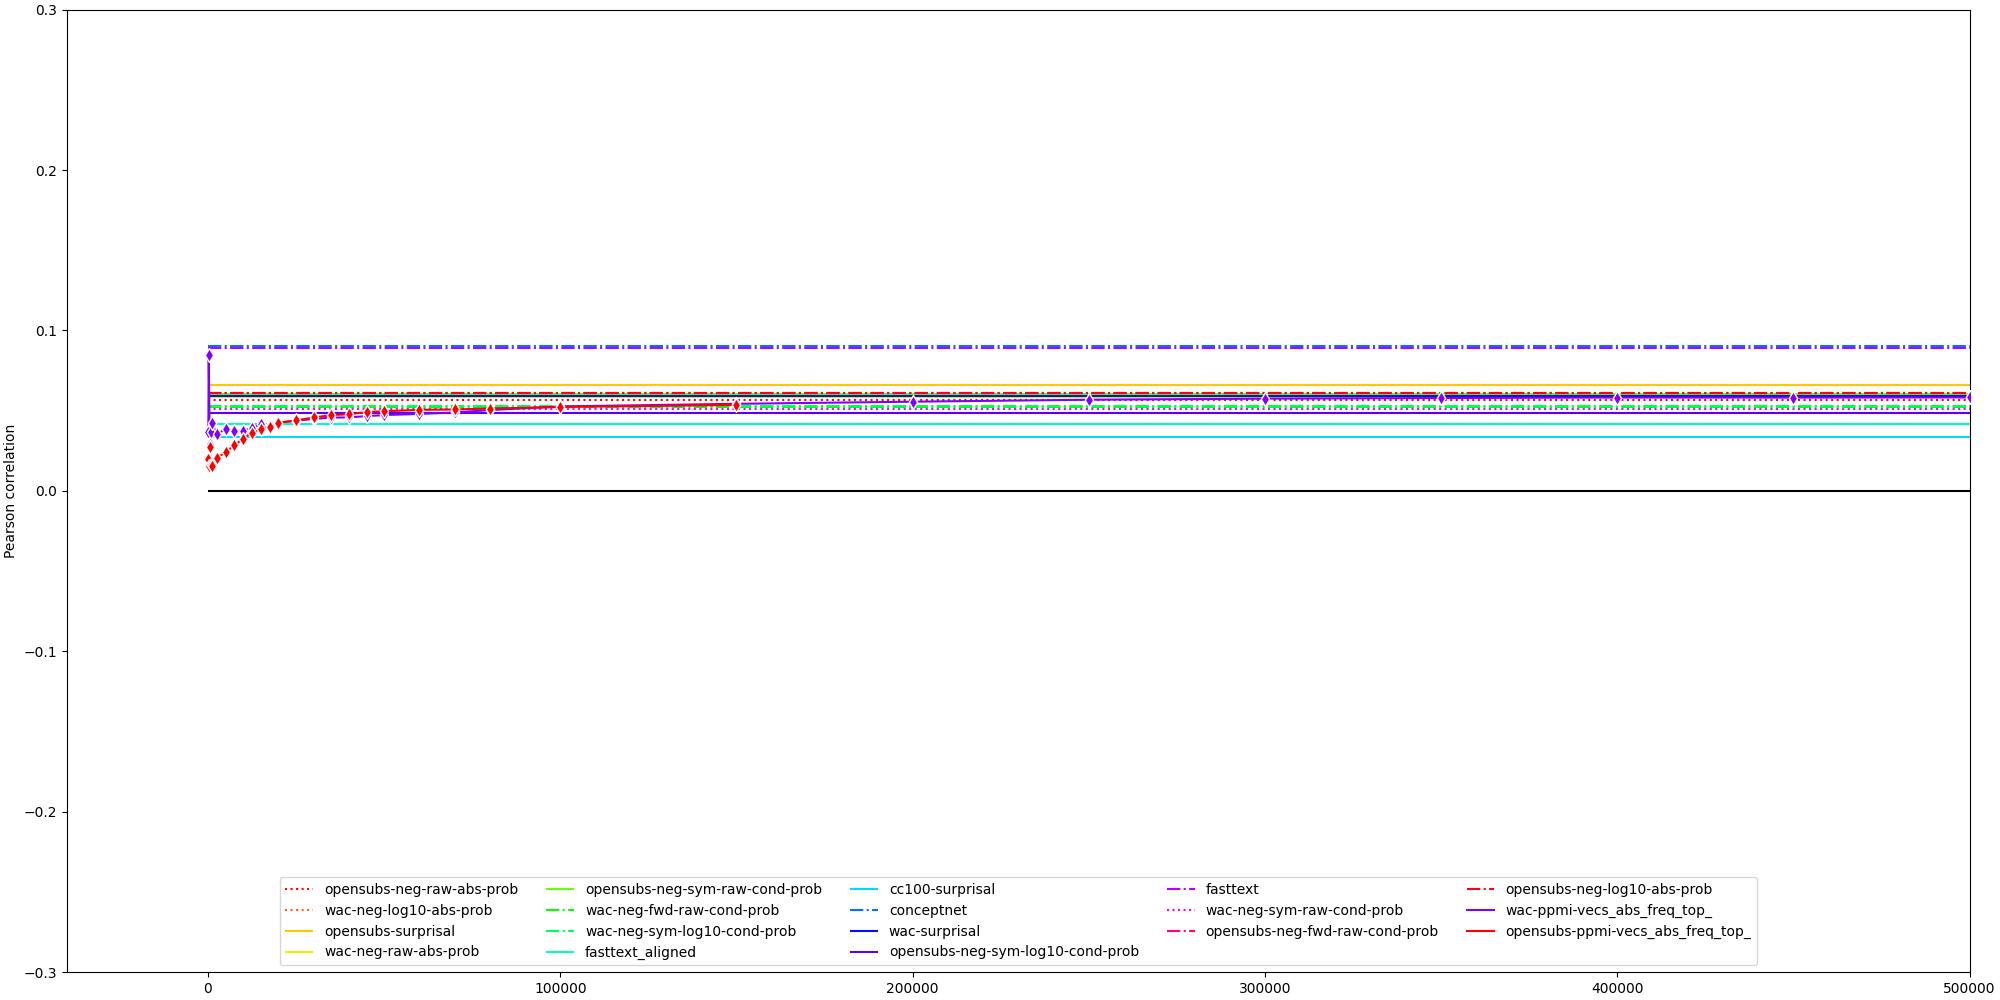 0.3
0.2
0.1
0.0
−0.1
−0.2
−0.3
Pearson correlation
0
100000
200000
300000
400000
500000
opensubs-neg-raw-abs-prob
wac-neg-log10-abs-prob
opensubs-surprisal
wac-neg-raw-abs-prob
opensubs-neg-sym-raw-cond-prob
wac-neg-fwd-raw-cond-prob
wac-neg-sym-log10-cond-prob
fasttext_aligned
cc100-surprisal
conceptnet
wac-surprisal
opensubs-neg-sym-log10-cond-prob
fasttext
wac-neg-sym-raw-cond-prob
opensubs-neg-fwd-raw-cond-prob
opensubs-neg-log10-abs-prob
wac-ppmi-vecs_abs_freq_top_
opensubs-ppmi-vecs_abs_freq_top_